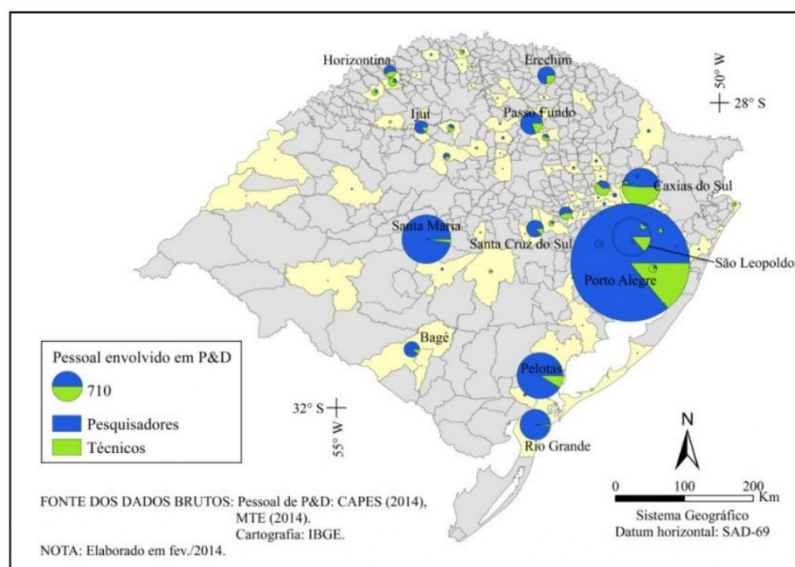 Horizontina
Erechim
50° W
28° S
Ijuí
Passo Fundo
Caxias do Sul
Santa Maria
Santa Cruz do Sul
São Leopoldo
Porto Alegre
Bagé
Pelotas
Rio Grande
32° S
55° W
Pessoal envolvido em P&D
710
Pesquisadores
Técnicos
N
0 100 200
Km
Sistema Geográfico
Datum horizontal: SAD-69
FONTE DOS DADOS BRUTOS: Pessoal de P&D: CAPES (2014),
MTE (2014).
Cartografia: IBGE.
NOTA: Elaborado em fev./2014.